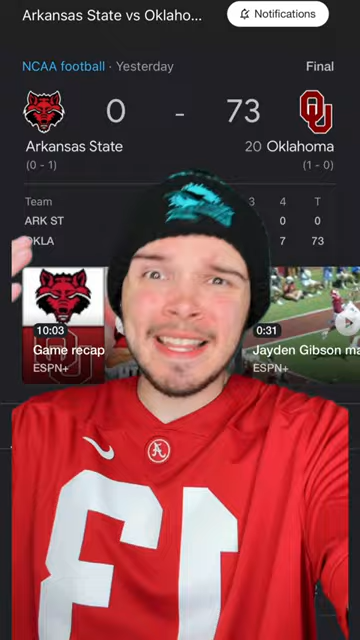 Arkansas State vs Oklaho...
Notifications
NCAA football · Yesterday
Final
0 - 73
Arkansas State
20 Oklahoma
(0 - 1)
(1 - 0)
Team 3 4 T
ARK ST 0 0
OKLA 7 73
10:03
Game recap
ESPN+
0:31
Jayden Gibson ma
ESPN+
A
13